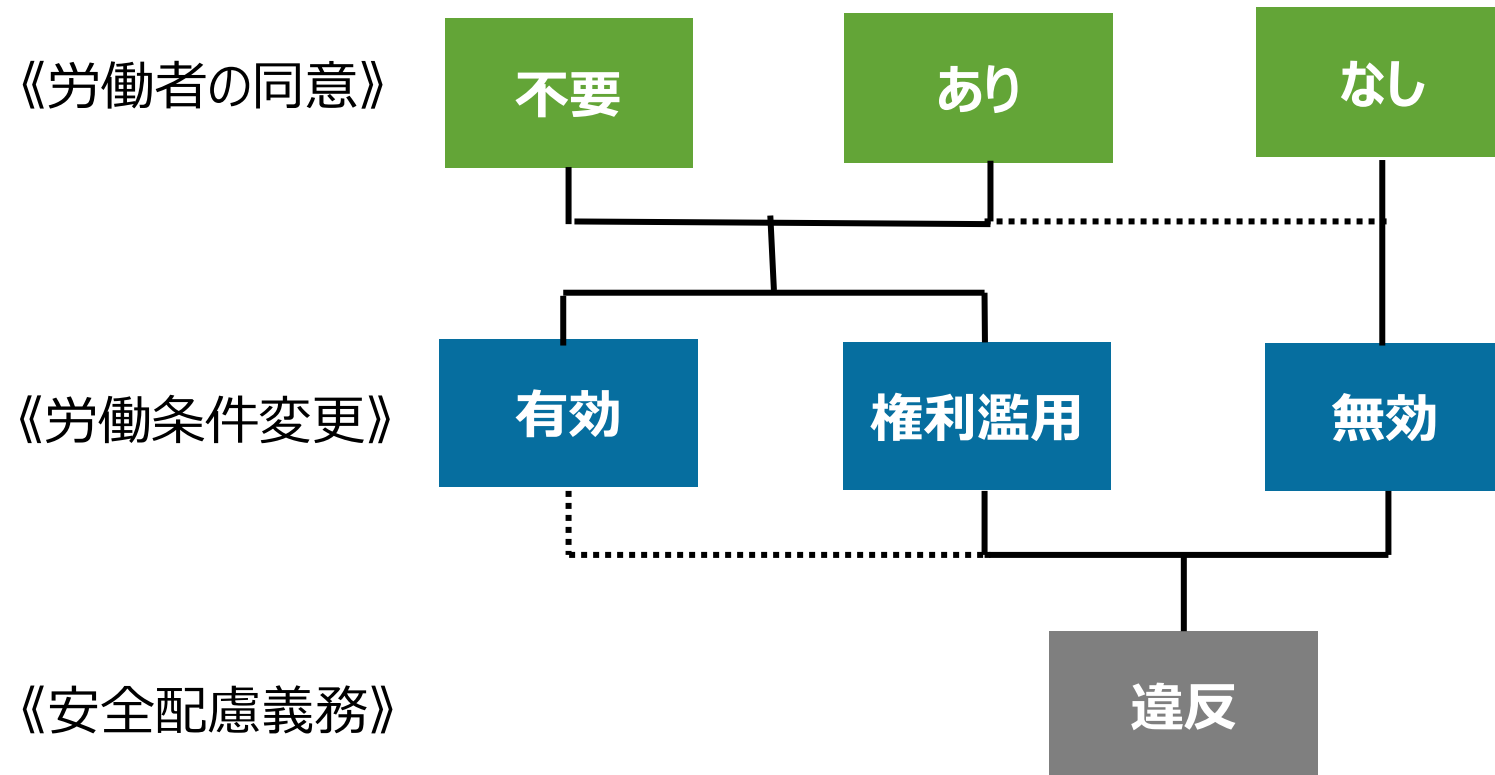 《労働者の同意》
不要
あり
なし
《労働条件変更》
有効
権利濫用
無効
《安全配慮義務》
違反